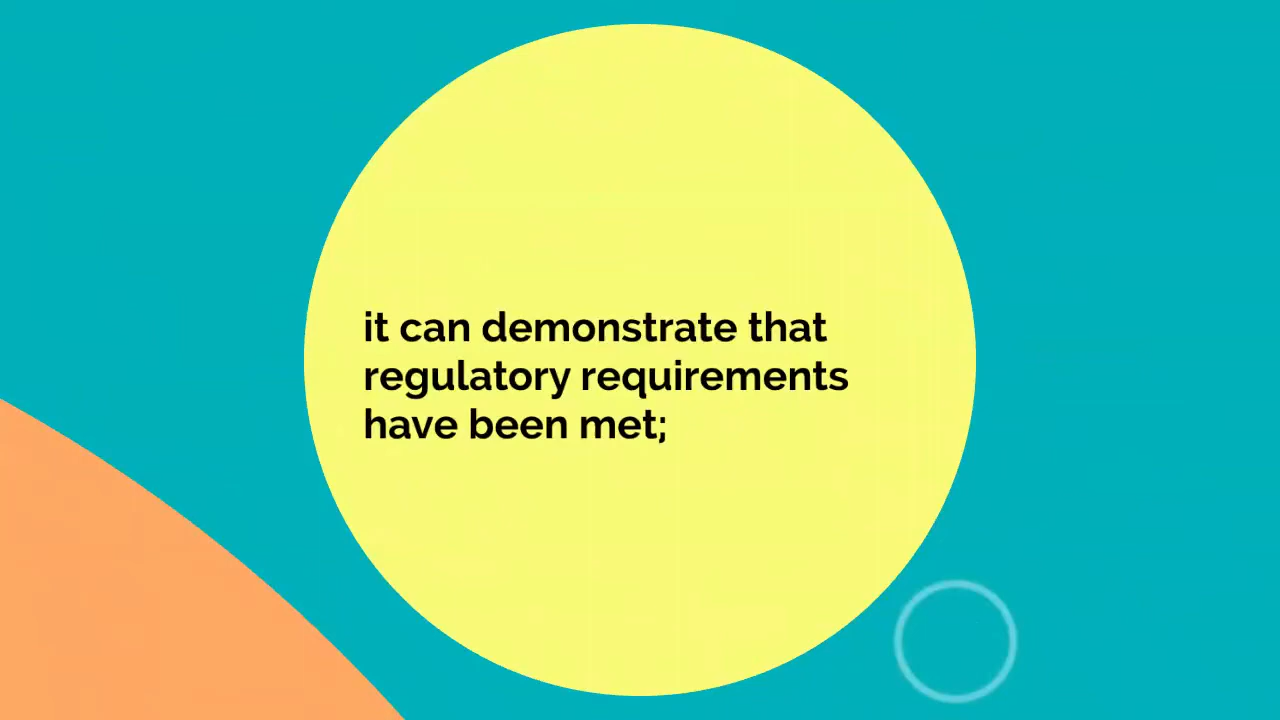 it can demonstrate that
regulatory requirements
have been met;